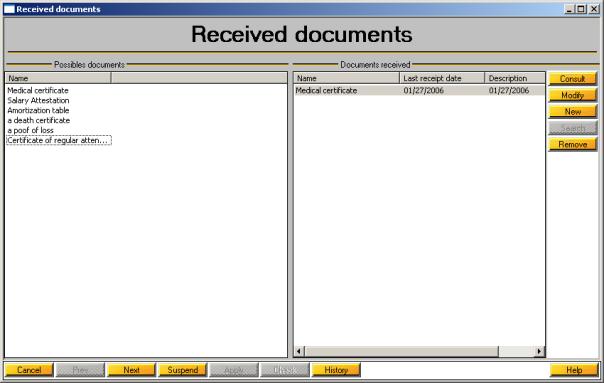 Received documents
Received documents
Possibles documents
Documents received
Name
Name Last receipt date Description
Medical certificate
Salary Attestation
Amortization table
a death certificate
a poof of loss
Certificate of regular atten...
Medical certificate 01/27/2006 01/27/2006
Consult
Modify
New
Search
Remove
Cancel Prev Next Suspend Apply Check History Help